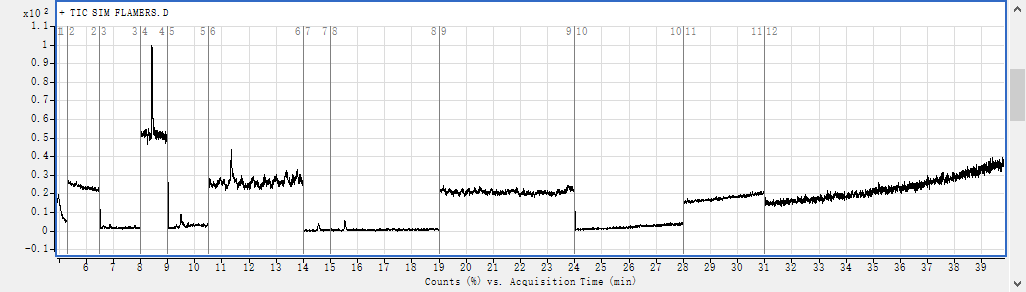 x10 2
+ TIC SIM FLAMERS.D
1.1
1 2 2 3 3 4 4 5 5 6 6 7 7 8 8 9 9 10 10 11 11 12
1
0.9
0.8
0.7
0.6
0.5
0.4
0.3
0.2
0.1
0
-0.1
6 7 8 9 10 11 12 13 14 15 16 17 18 19 20 21 22 23 24 25 26 27 28 29 30 31 32 33 34 35 36 37 38 39
Counts (%) vs. Acquisition Time (min)